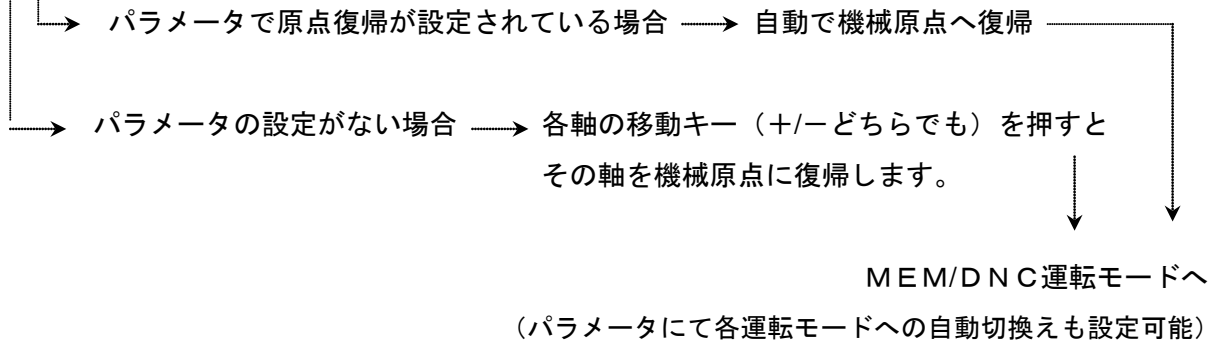 パラメータで原点復帰が設定されている場合 自動で機械原点へ復帰
パラメータの設定がない場合 各軸の移動キー（＋/－どちらでも）を押すと
その軸を機械原点に復帰します。
ＭＥＭ/ＤＮＣ運転モードへ
（パラメータにて各運転モードへの自動切換えも設定可能）